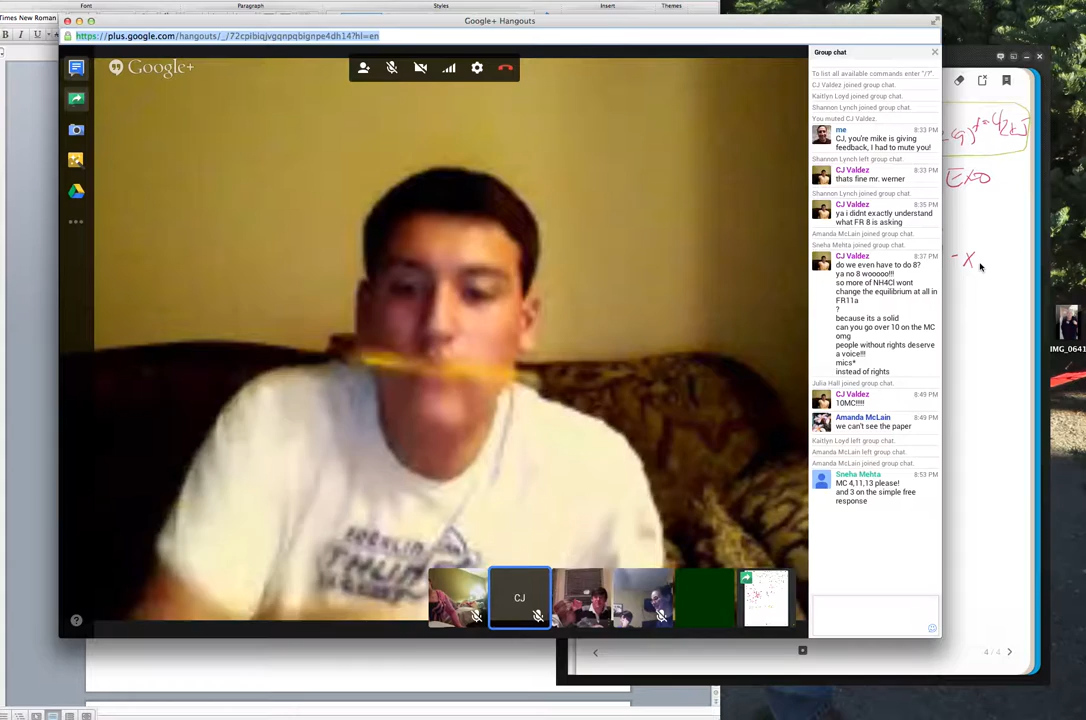 Times New Roman
Font
Paragraph
Styles
Insert
Themes
B I U
Google+ Hangouts
https://plus.google.com/hangouts/_/72cpibiqjvgqnpqbignpe4dh14?hl=en
Google+
Group chat
To list all available commands enter "/?".
CJ Valdez joined group chat.
Kaitlyn Loyd joined group chat.
Shannon Lynch joined group chat.
You muted CJ Valdez.
me 8:33 PM
CJ, you're mike is giving
feedback, I had to mute you!
Shannon Lynch left group chat.
CJ Valdez 8:33 PM
thats fine mr. werner
Shannon Lynch joined group chat.
CJ Valdez 8:35 PM
ya i didnt exactly understand
what FR 8 is asking
Amanda McLain joined group chat.
Sneha Mehta joined group chat.
CJ Valdez 8:37 PM
do we even have to do 8?
ya no 8 wooooo!!!
so more of NH4Cl wont
change the equilibrium at all in
FR11a
?
because its a solid
can you go over 10 on the MC
omg
people without rights deserve
a voice!!!
mics*
instead of rights
Julia Hall joined group chat.
CJ Valdez 8:49 PM
10MC!!!!!
Amanda McLain 8:49 PM
we can't see the paper
Kaitlyn Loyd left group chat.
Amanda McLain left group chat.
Amanda McLain joined group chat.
Sneha Mehta 8:53 PM
MC 4,11,13 please!
and 3 on the simple free
response
Exo
-x
IMG_0641
CJ
4 / 4